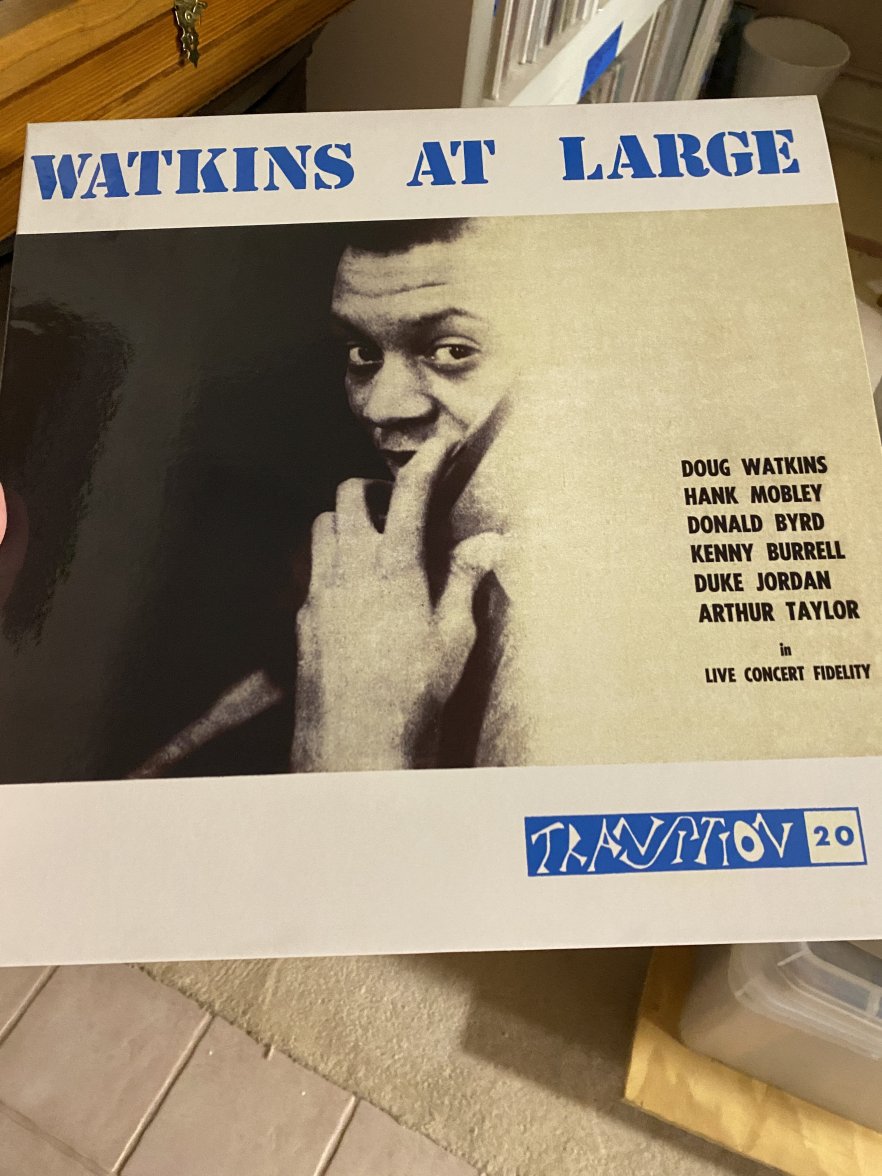 WATKINS AT LARGE
DOUG WATKINS
HANK MOBLEY
DONALD BYRD
KENNY BURRELL
DUKE JORDAN
ARTHUR TAYLOR
in
LIVE CONCERT FIDELITY
TRANSITION 20